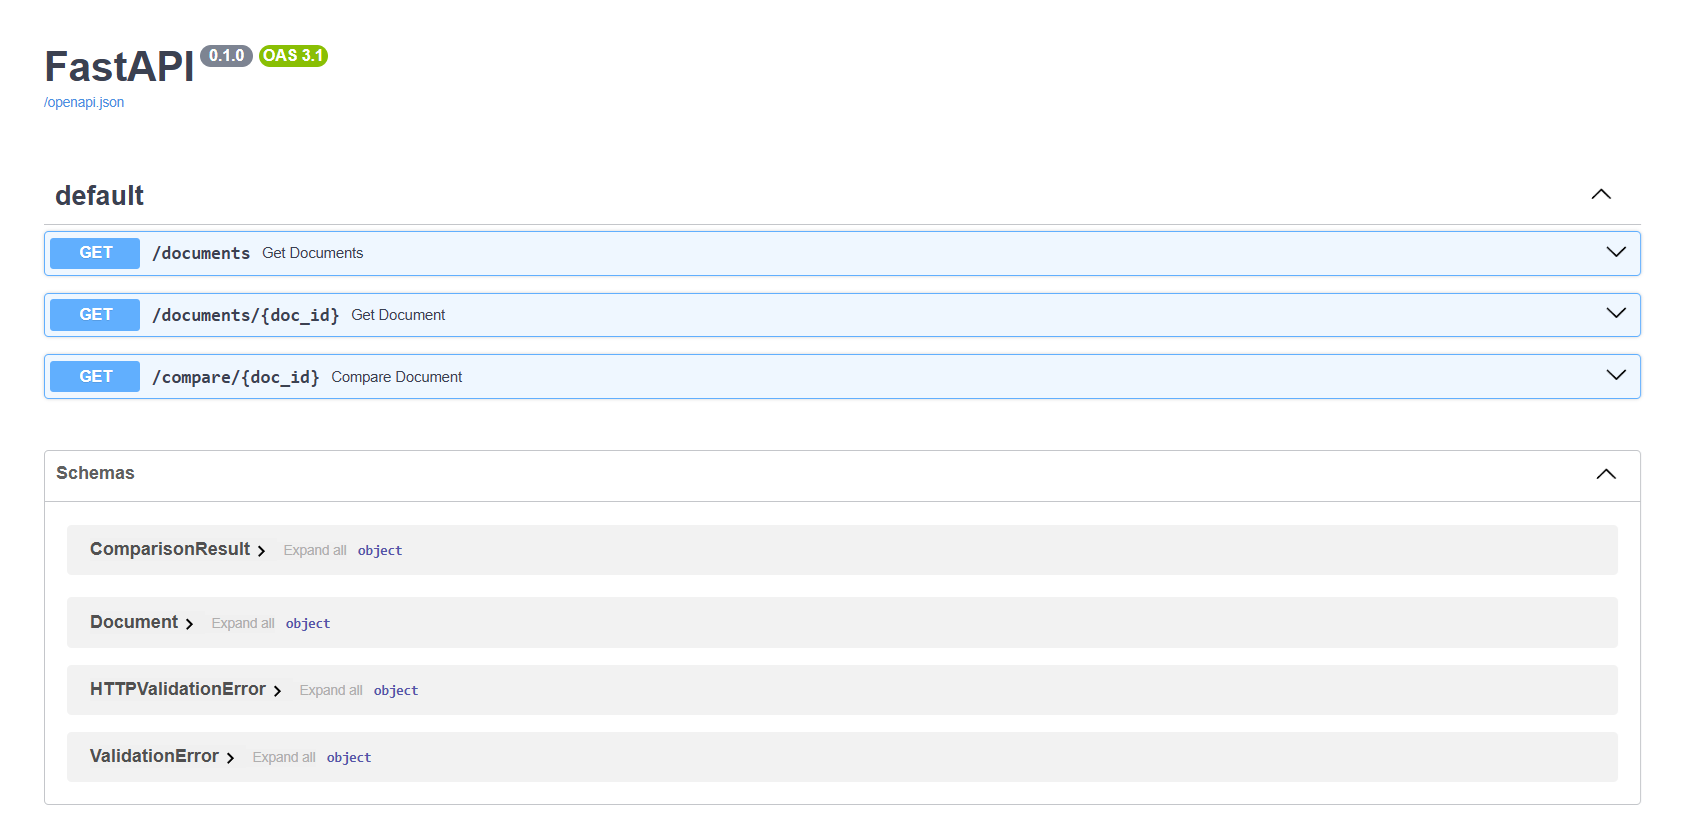 FastAPI 0.1.0 OAS 3.1
/openapi.json
default
GET /documents Get Documents
GET /documents/{doc_id} Get Document
GET /compare/{doc_id} Compare Document
Schemas
ComparisonResult Expand all object
Document Expand all object
HTTPValidationError Expand all object
ValidationError Expand all object